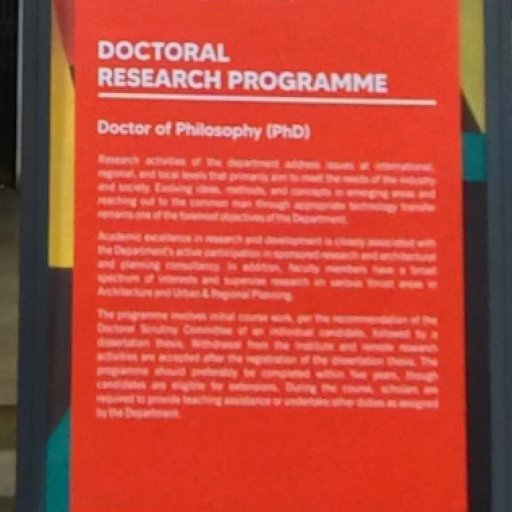 DOCTORAL
RESEARCH PROGRAMME
Doctor of Philosophy (PhD)
Research activities of the department address issues at international,
regional, and local levels that primarily aim to meet the needs of the industry
and society. Evolving ideas, methods, and concepts in emerging areas and
reaching out to the common man through appropriate technology transfer
remains one of the foremost objectives of the Department.
Academic excellence in research and development is closely associated with
the Department's active participation in sponsored research and architectural
and planning consultancy. In addition, faculty members have a broad
spectrum of interests and supervise research on various thrust areas in
Architecture and Urban & Regional Planning.
The programme involves initial course work, per the recommendation of the
Doctoral Scrutiny Committee of an individual candidate, followed by a
dissertation thesis. Withdrawal from the Institute and remote research
activities are accepted after the registration of the dissertation thesis. The
programme should preferably be completed within five years, though
candidates are eligible for extensions. During the course, scholars are
required to provide teaching assistance or undertake other duties as assigned
by the Department.